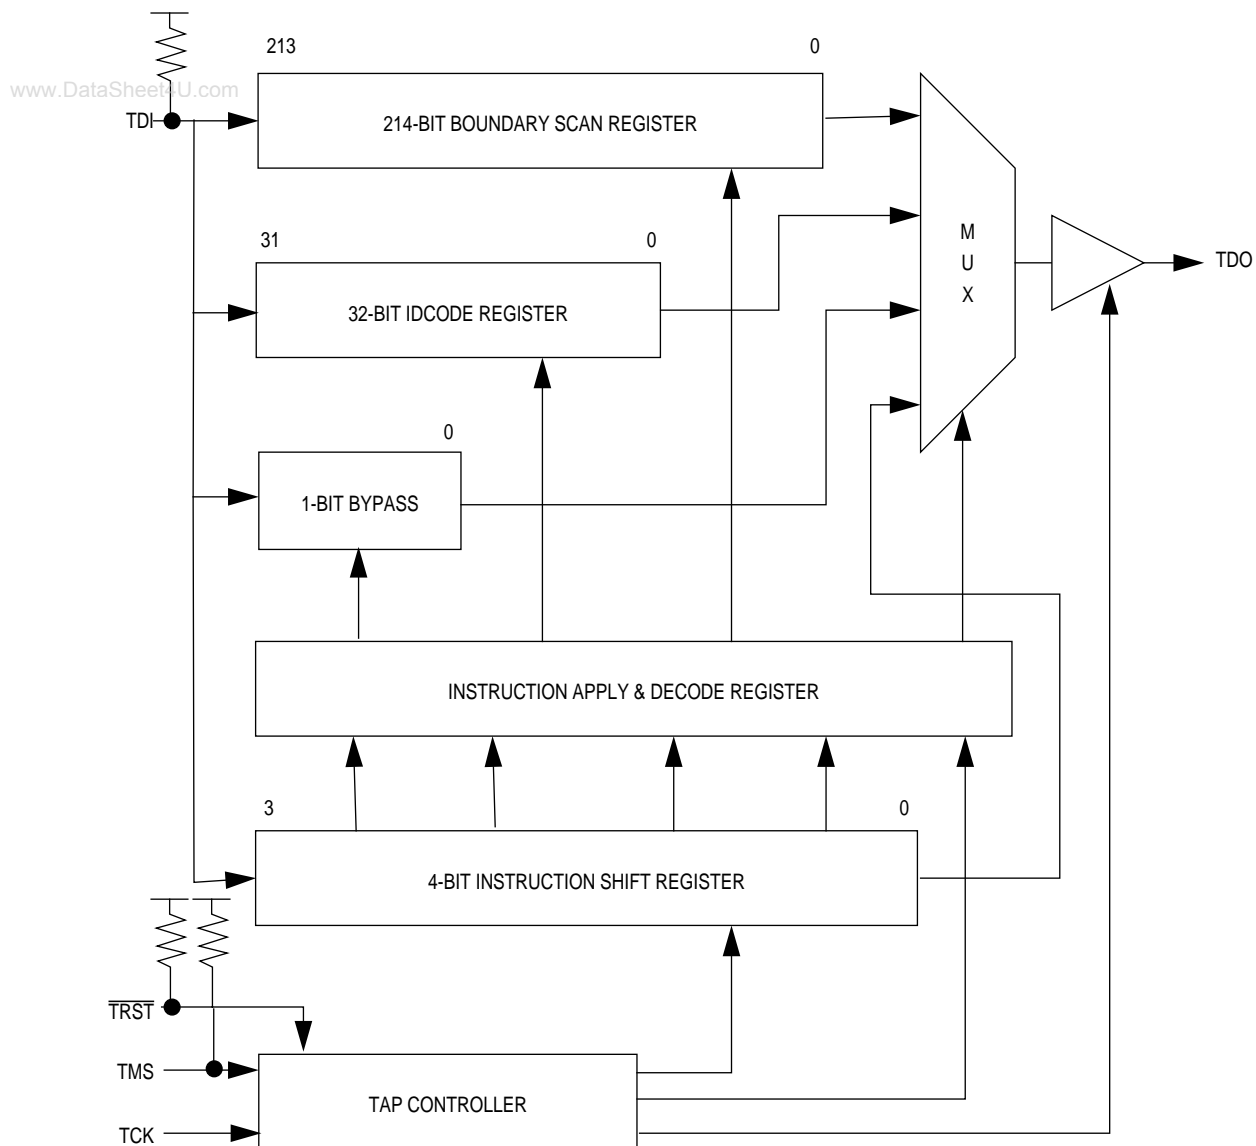 213 0
www.DataSheet4U.com
TDI
214-BIT BOUNDARY SCAN REGISTER
31 0
M
U
X
TDO
32-BIT IDCODE REGISTER
0
1-BIT BYPASS
INSTRUCTION APPLY & DECODE REGISTER
3 0
4-BIT INSTRUCTION SHIFT REGISTER
TRST
TMS
TAP CONTROLLER
TCK